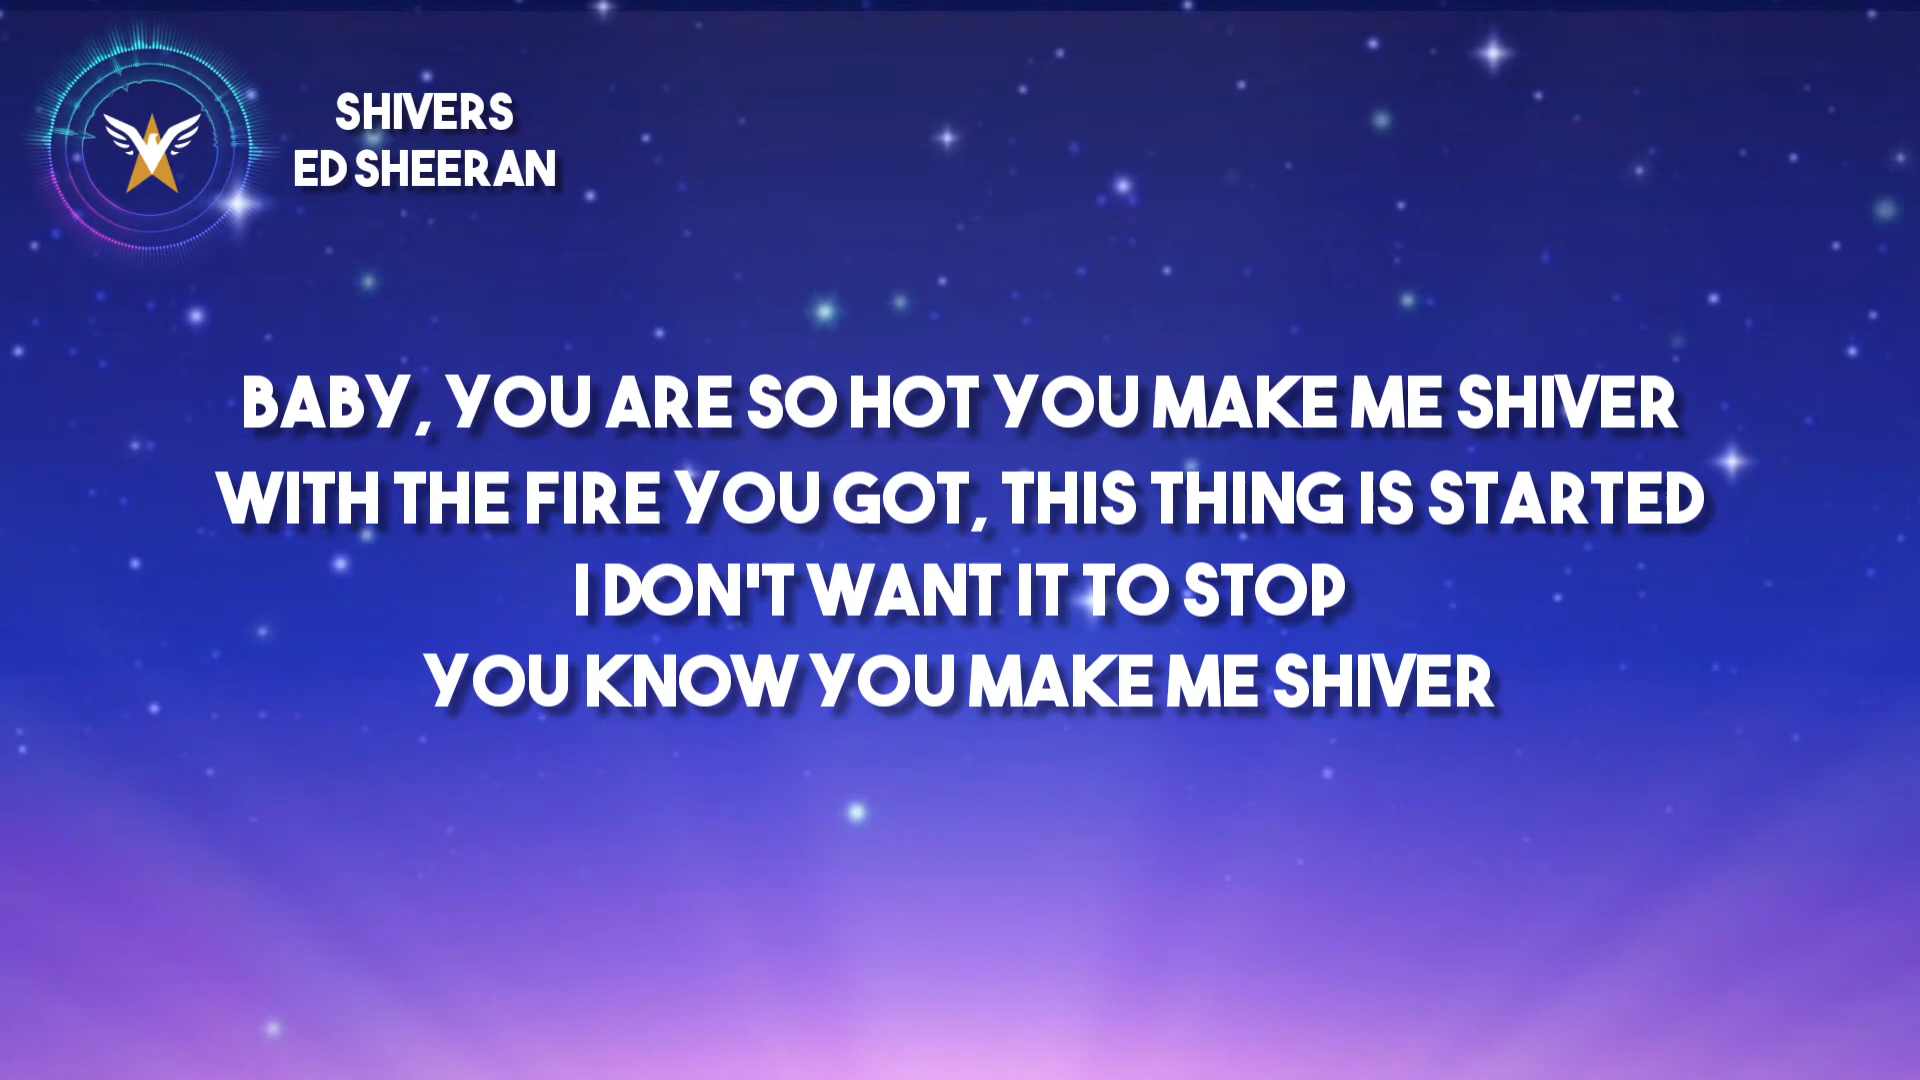 SHIVERS
ED SHEERAN
BABY, YOU ARE SO HOT YOU MAKE ME SHIVER
WITH THE FIRE YOU GOT, THIS THING IS STARTED
I DON'T WANT IT TO STOP
YOU KNOW YOU MAKE ME SHIVER